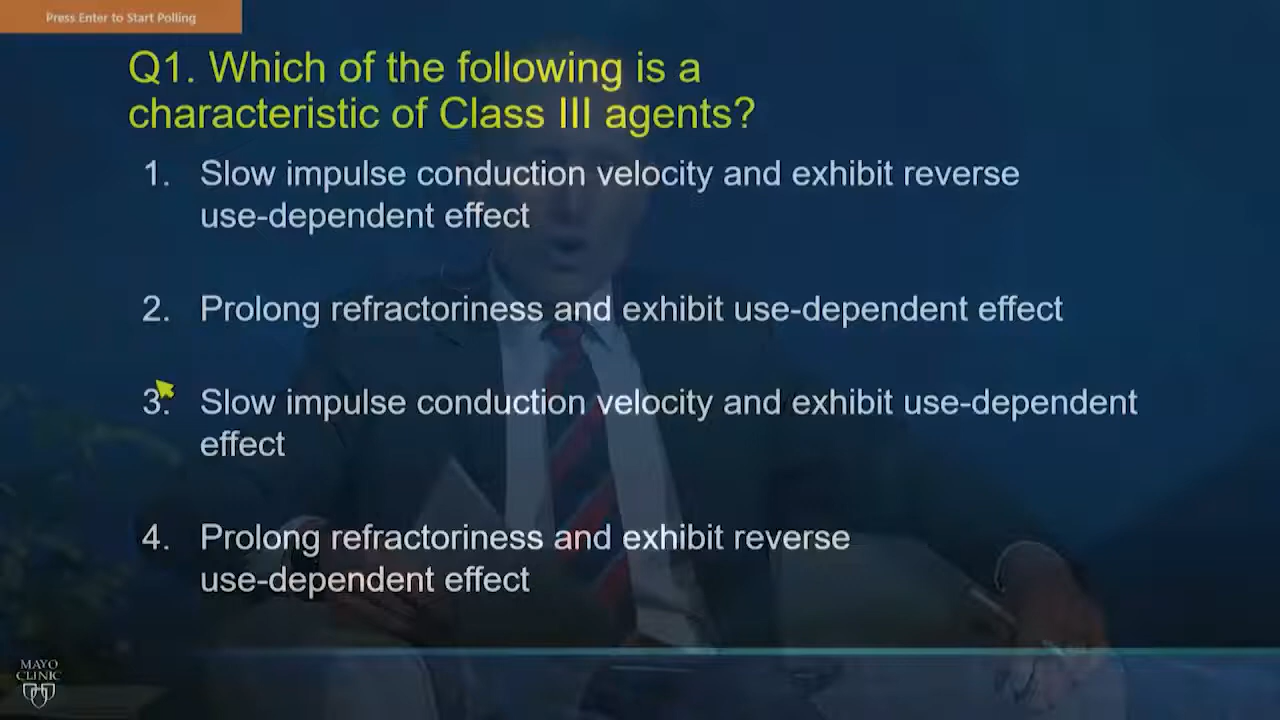 Press Enter to Start Polling
Q1. Which of the following is a
characteristic of Class III agents?
1. Slow impulse conduction velocity and exhibit reverse
use-dependent effect
2. Prolong refractoriness and exhibit use-dependent effect
3. Slow impulse conduction velocity and exhibit use-dependent
effect
4. Prolong refractoriness and exhibit reverse
use-dependent effect
MAYO
CLINIC